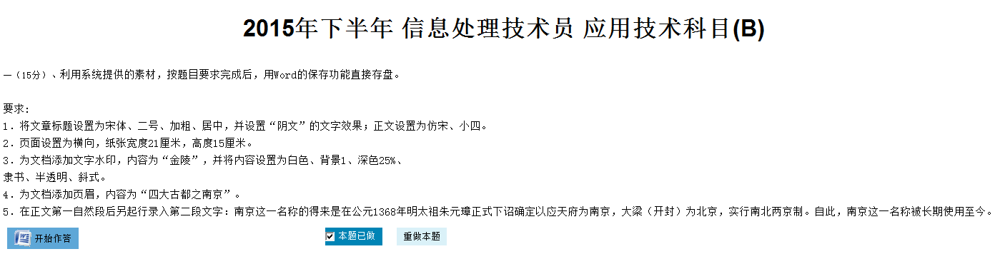 2015年下半年 信息处理技术员 应用技术科目(B)
一（15分）、利用系统提供的素材，按题目要求完成后，用Word的保存功能直接存盘。
要求:
1．将文章标题设置为宋体、二号、加粗、居中，并设置“阴文”的文字效果；正文设置为仿宋、小四。
2．页面设置为横向，纸张宽度21厘米，高度15厘米。
3．为文档添加文字水印，内容为“金陵”，并将内容设置为白色、背景1、深色25%、
隶书、半透明、斜式。
4．为文档添加页眉，内容为“四大古都之南京”。
5．在正文第一自然段后另起行录入第二段文字：南京这一名称的得来是在公元1368年明太祖朱元璋正式下诏确定以应天府为南京，大梁（开封）为北京，实行南北两京制。自此，南京这一名称被长期使用至今。
开始作答 本题已做 重做本题